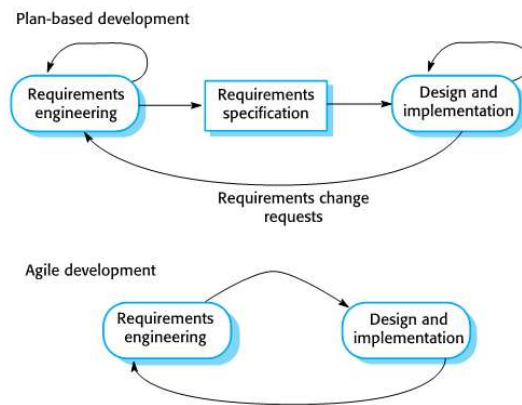 Plan-based development
Requirements
engineering
Requirements
specification
Design and
implementation
Requirements change
requests
Agile development
Requirements
engineering
Design and
implementation